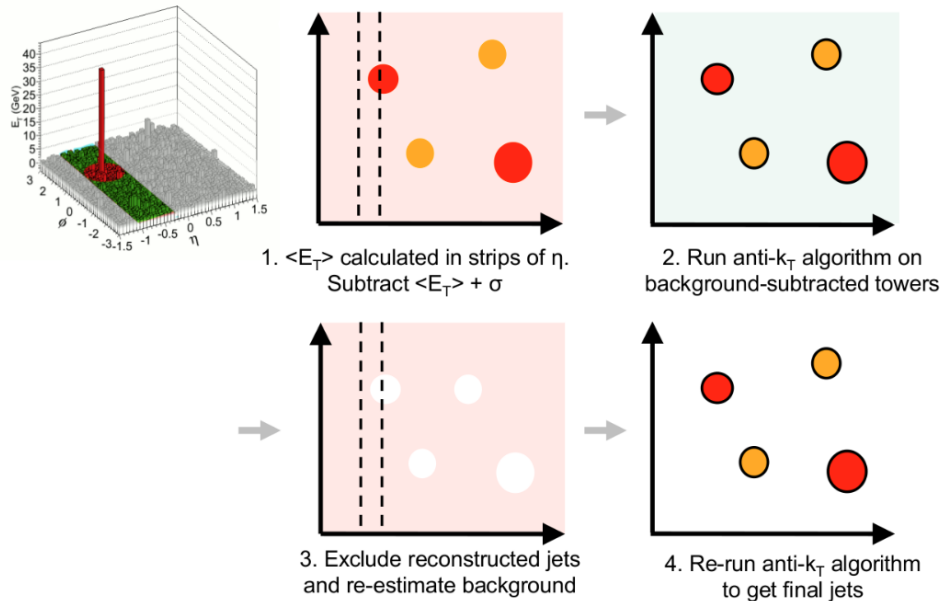 40
35
30
25
20
15
10
5
0
E_T (GeV)
3
2
1
0
-1
-2
-3
φ
-1.5
-1
-0.5
0
0.5
1
1.5
η
1. <E_T> calculated in strips of η.
Subtract <E_T> + σ
2. Run anti-k_T algorithm on
background-subtracted towers
3. Exclude reconstructed jets
and re-estimate background
4. Re-run anti-k_T algorithm
to get final jets